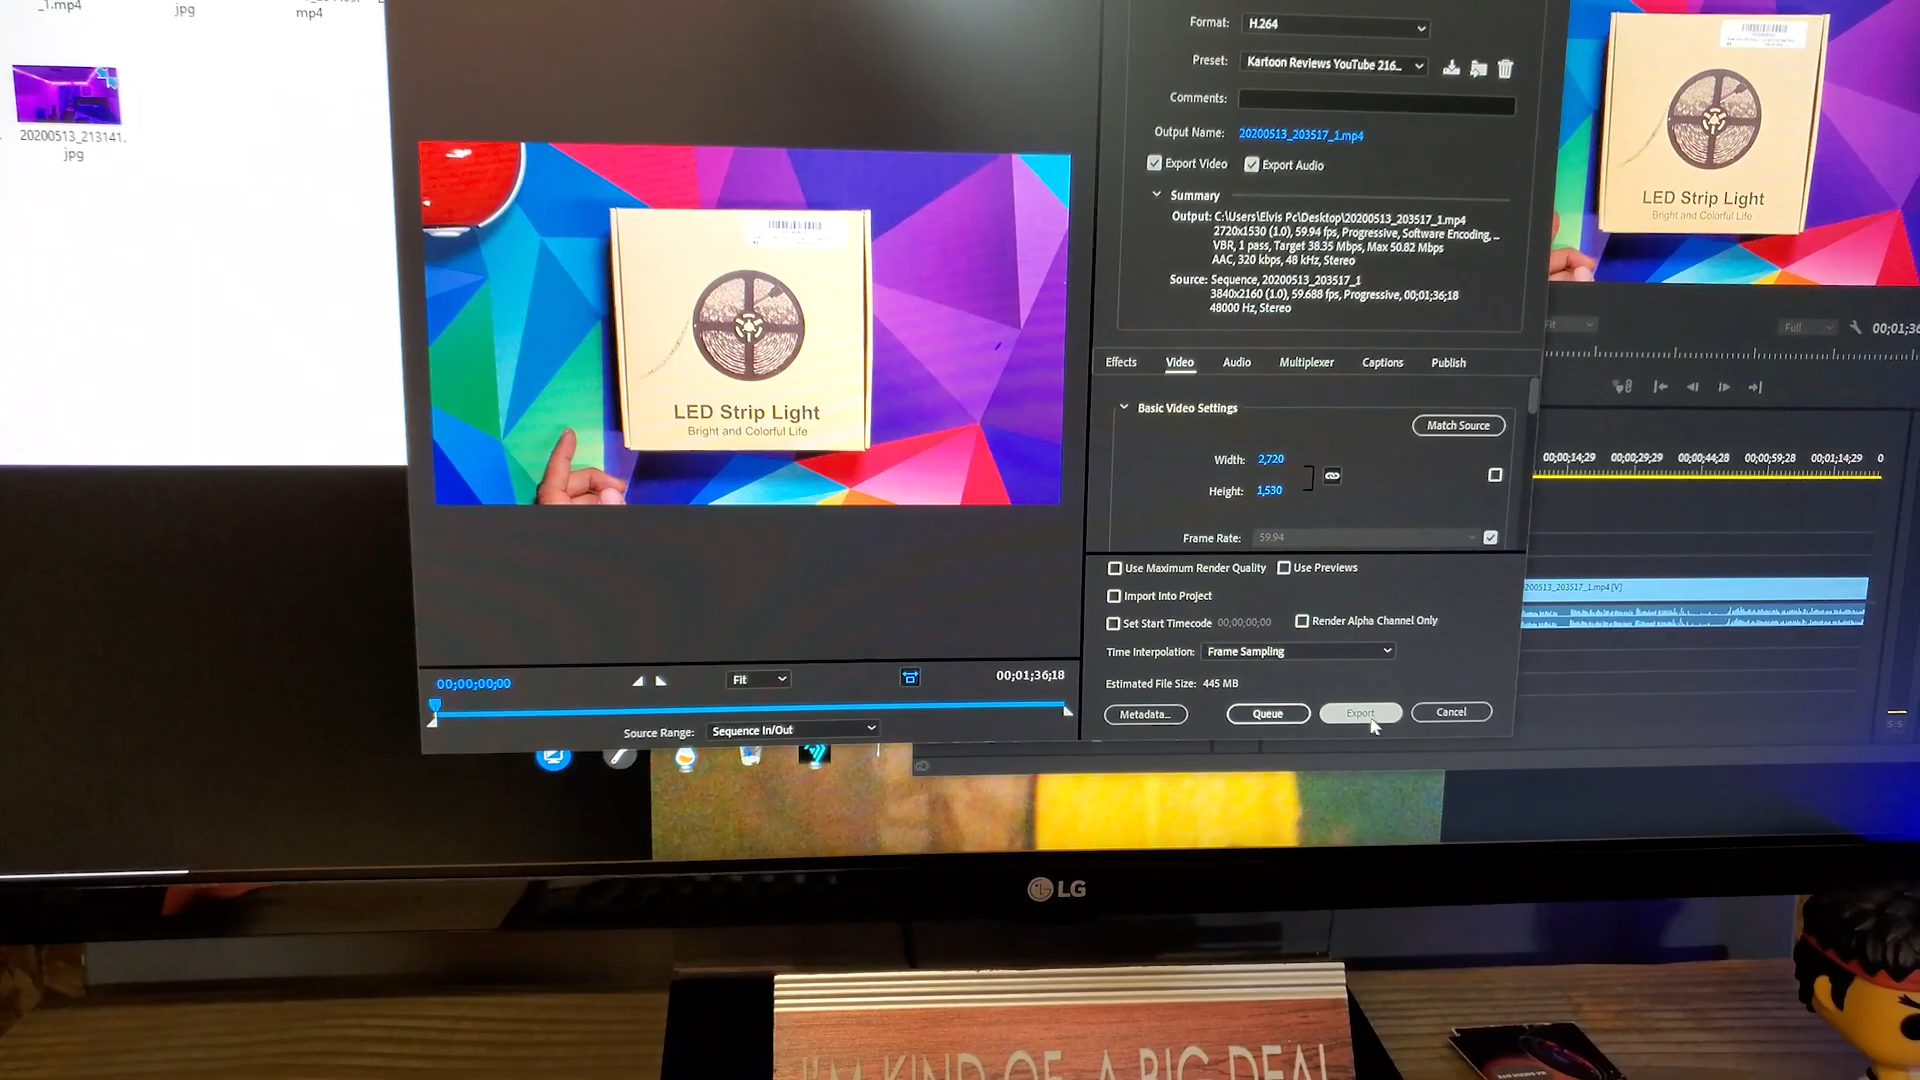 _1.mp4
jpg
mp4
20200513_213141.
jpg
LED Strip Light
Bright and Colorful Life
Format: H.264
Preset: Kartoon Reviews YouTube 216...
Comments:
Output Name: 20200513_203517_1.mp4
Export Video Export Audio
Summary
Output: C:\Users\Elvis Pc\Desktop\20200513_203517_1.mp4
2720x1530 (1.0), 59.94 fps, Progressive, Software Encoding, ...
VBR, 1 pass, Target 38.35 Mbps, Max 50.82 Mbps
AAC, 320 kbps, 48 kHz, Stereo
Source: Sequence, 20200513_203517_1
3840x2160 (1.0), 59.688 fps, Progressive, 00;01;36;18
48000 Hz, Stereo
Effects Video Audio Multiplexer Captions Publish
Basic Video Settings
Match Source
Width: 2,720
Height: 1,530
Frame Rate: 59.94
Use Maximum Render Quality Use Previews
Import Into Project
Set Start Timecode 00;00;00;00 Render Alpha Channel Only
Time Interpolation: Frame Sampling
Estimated File Size: 445 MB
Metadata... Queue Export Cancel
00;00;00;00 Fit 00;01;36;18
Source Range: Sequence In/Out
LED Strip Light
Bright and Colorful Life
Fit Full 00;01;36
00;00;14;29 00;00;29;29 00;00;44;28 00;00;59;28 00;01;14;29 0
200513_203517_1.mp4 [V]
S S
LG
I'M KIND OF A BIG DEAL